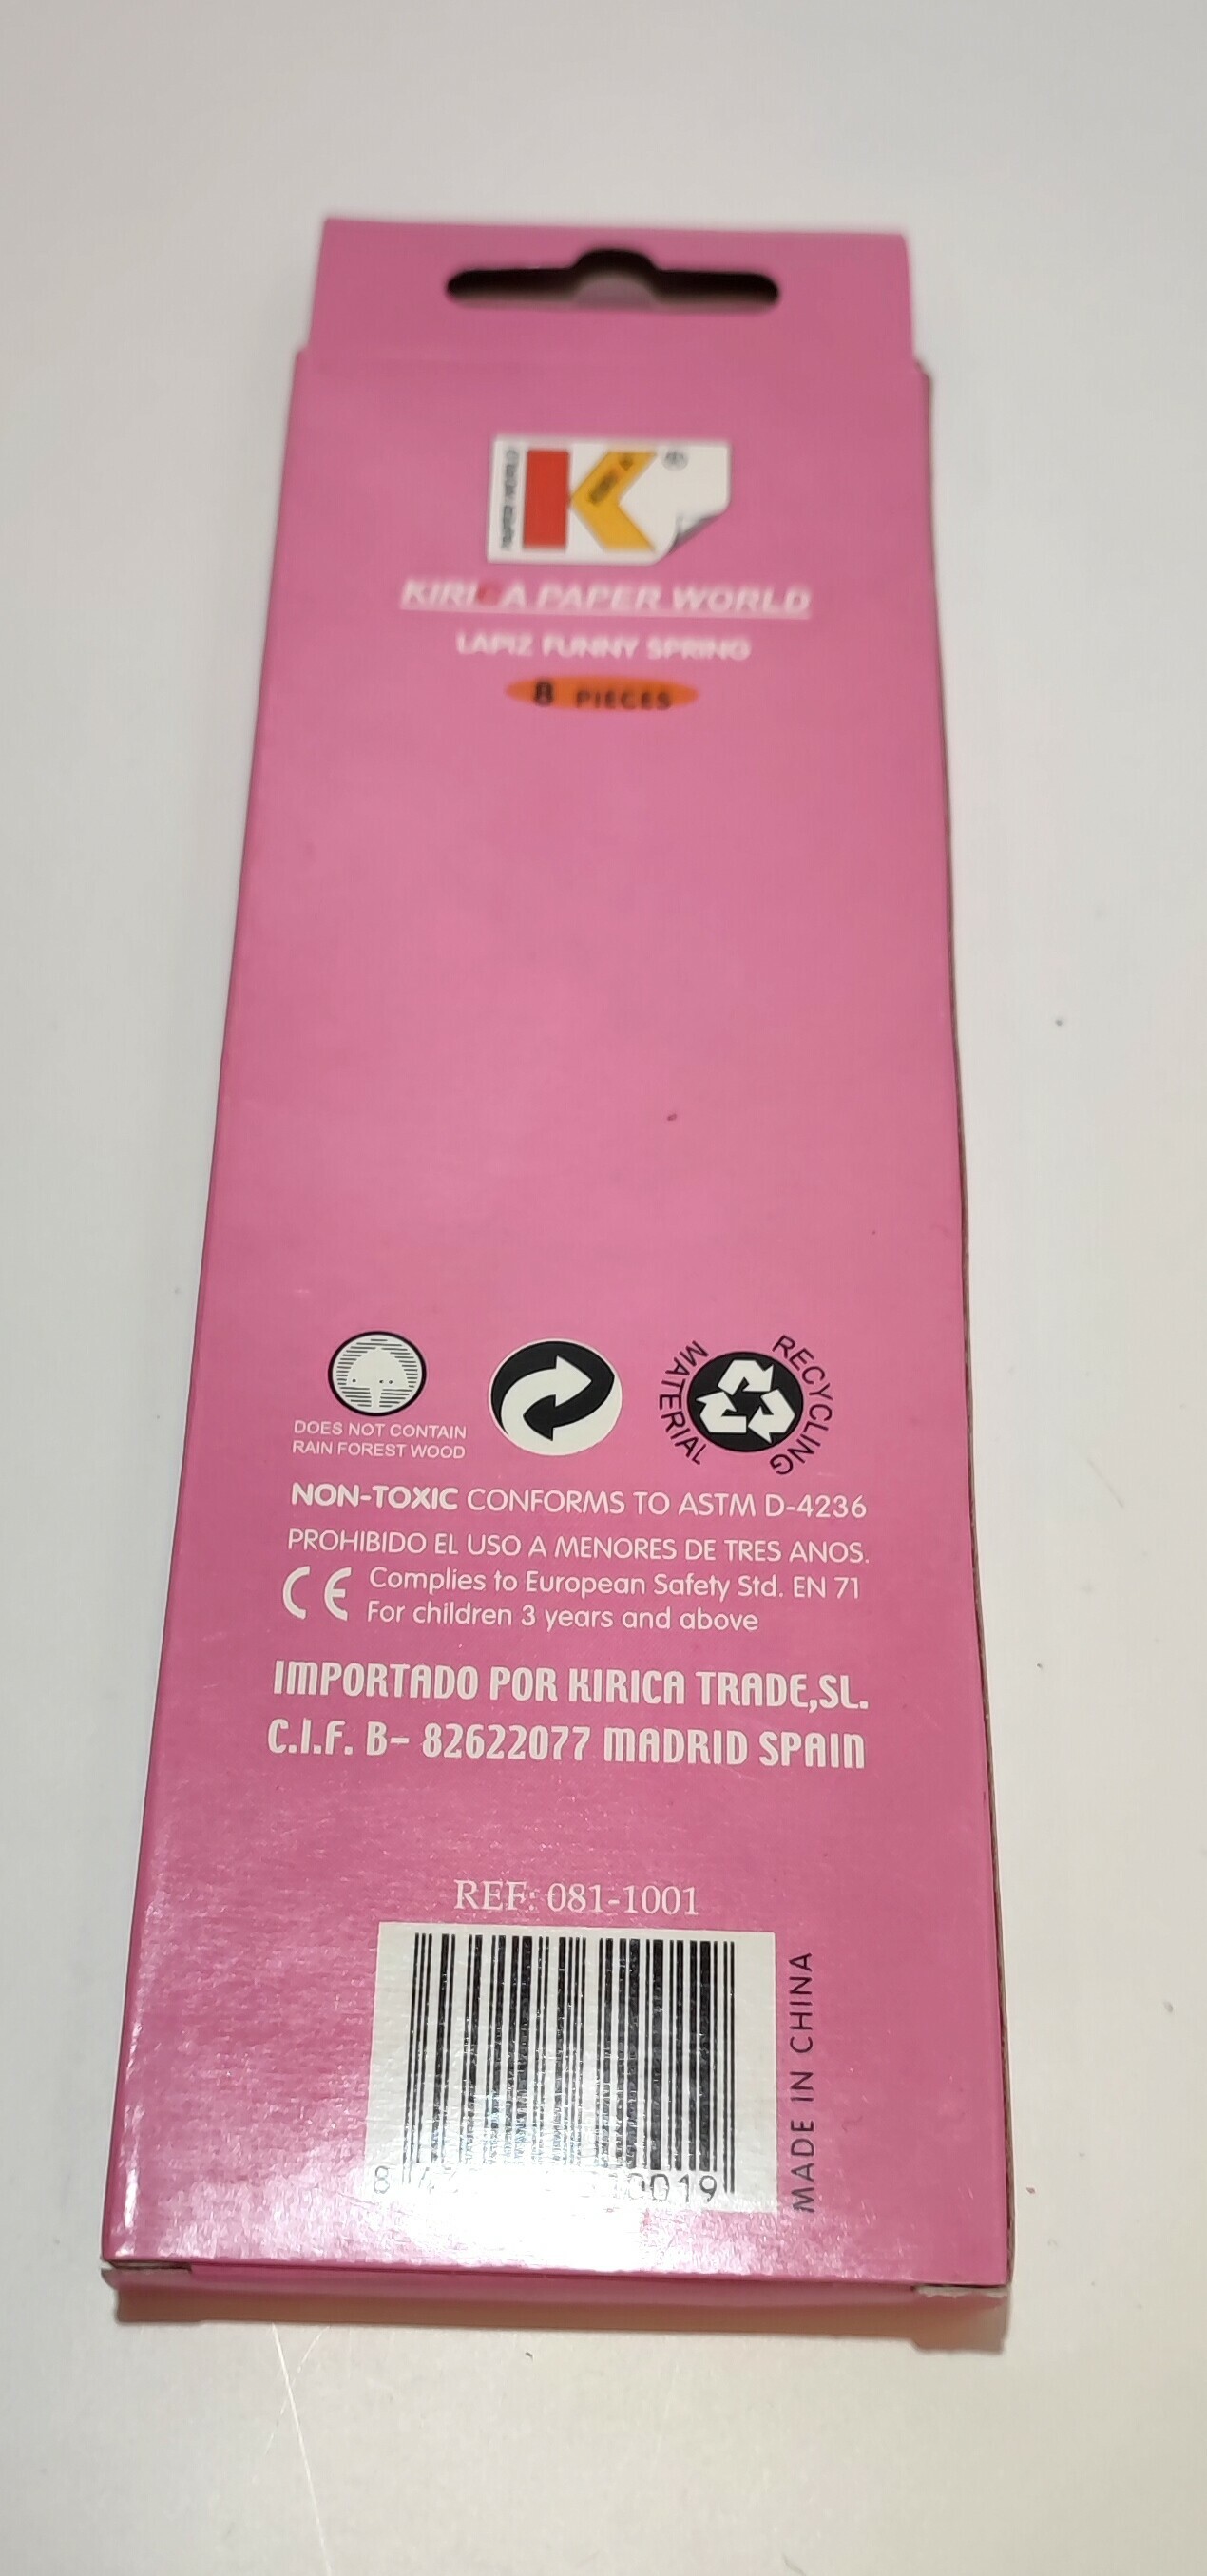 PAPER WORLD
K
®
KIRICA PAPER WORLD
LAPIZ FUNNY SPRING
8 PIECES
DOES NOT CONTAIN
RAIN FOREST WOOD
MATERIAL RECYCLING
NON-TOXIC CONFORMS TO ASTM D-4236
PROHIBIDO EL USO A MENORES DE TRES ANOS.
CE Complies to European Safety Std. EN 71
For children 3 years and above
IMPORTADO POR KIRICA TRADE,SL.
C.I.F. B- 82622077 MADRID SPAIN
REF: 081-1001
MADE IN CHINA
8